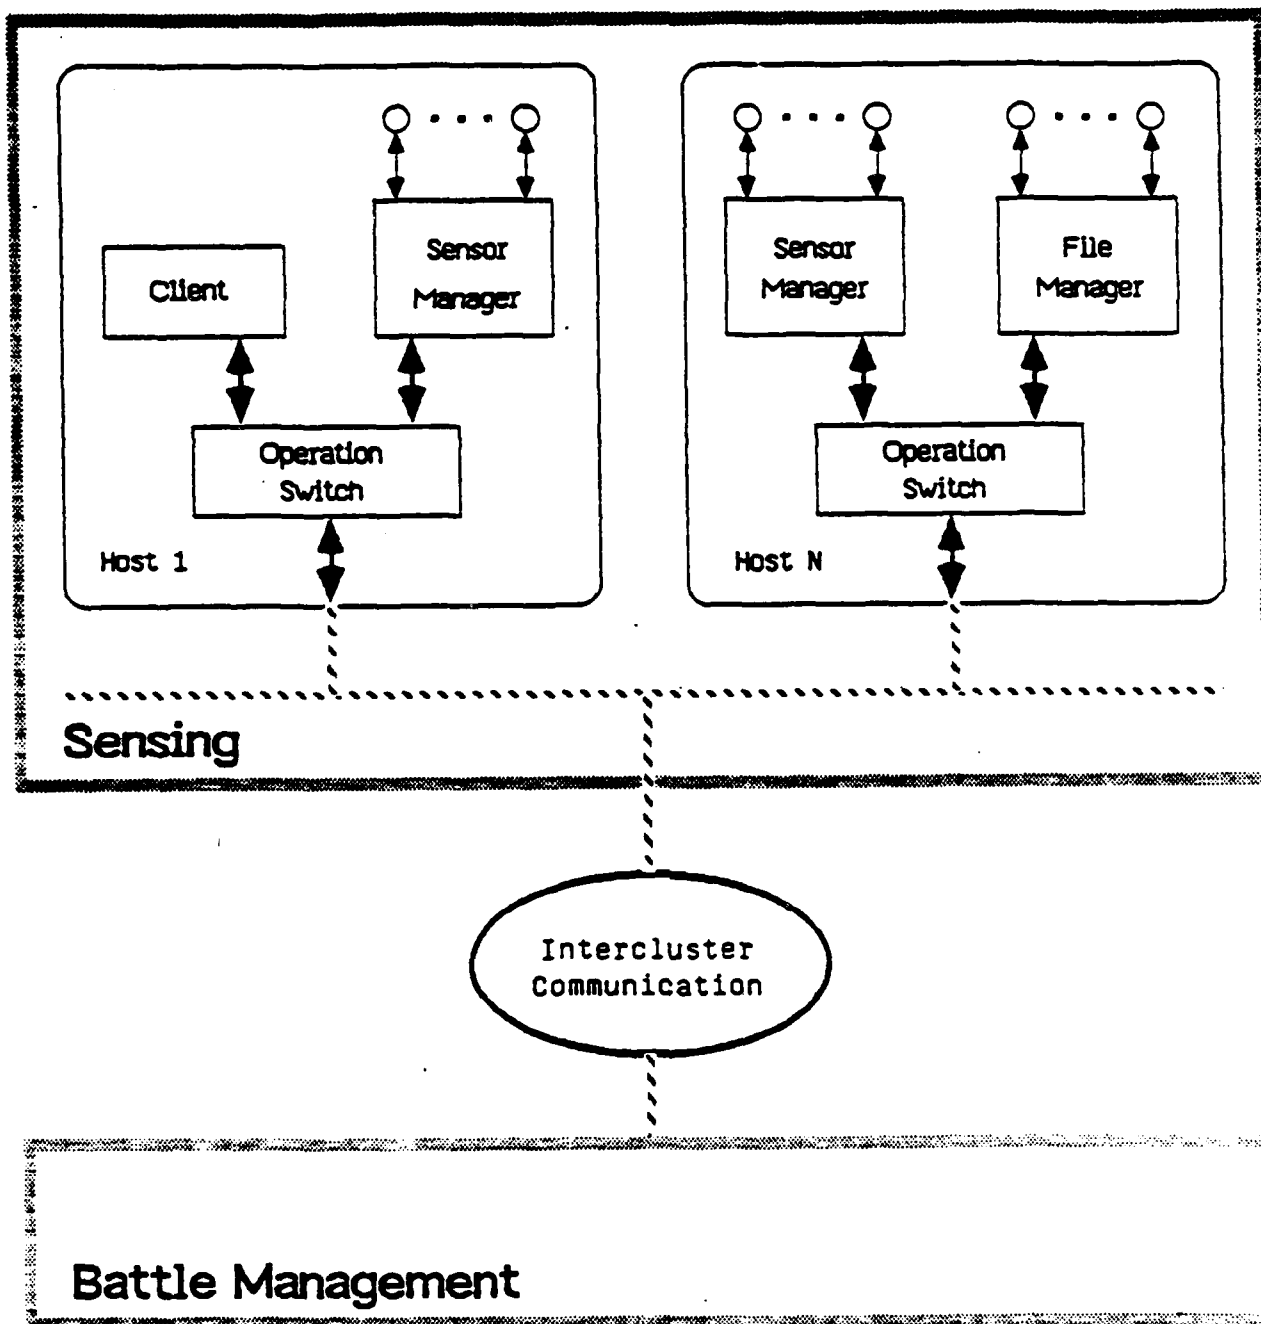 Client
Sensor
Manager
Operation
Switch
Host 1
Sensor
Manager
File
Manager
Operation
Switch
Host N
Sensing
Intercluster
Communication
Battle Management